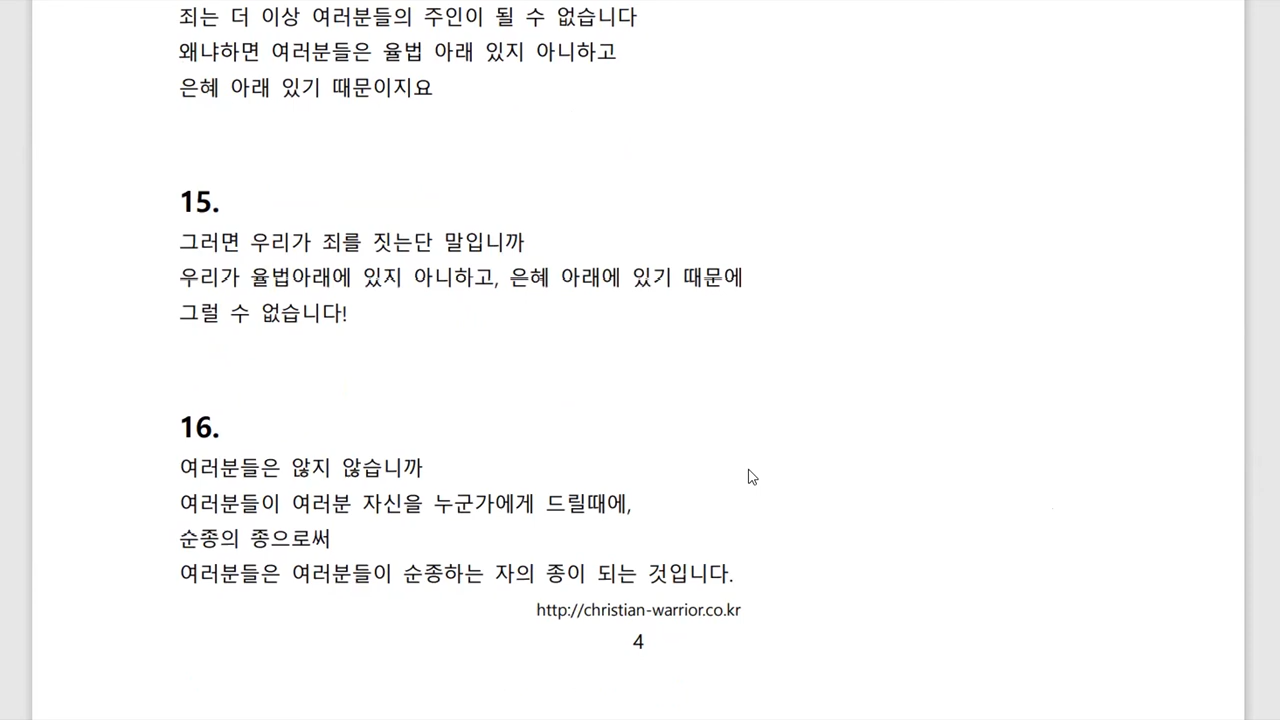 죄는 더 이상 여러분들의 주인이 될 수 없습니다
왜냐하면 여러분들은 율법 아래 있지 아니하고
은혜 아래 있기 때문이지요
15.
그러면 우리가 죄를 짓는단 말입니까
우리가 율법아래에 있지 아니하고, 은혜 아래에 있기 때문에
그럴 수 없습니다!
16.
여러분들은 않지 않습니까
여러분들이 여러분 자신을 누군가에게 드릴때에,
순종의 종으로써
여러분들은 여러분들이 순종하는 자의 종이 되는 것입니다.
http://christian-warrior.co.kr
4